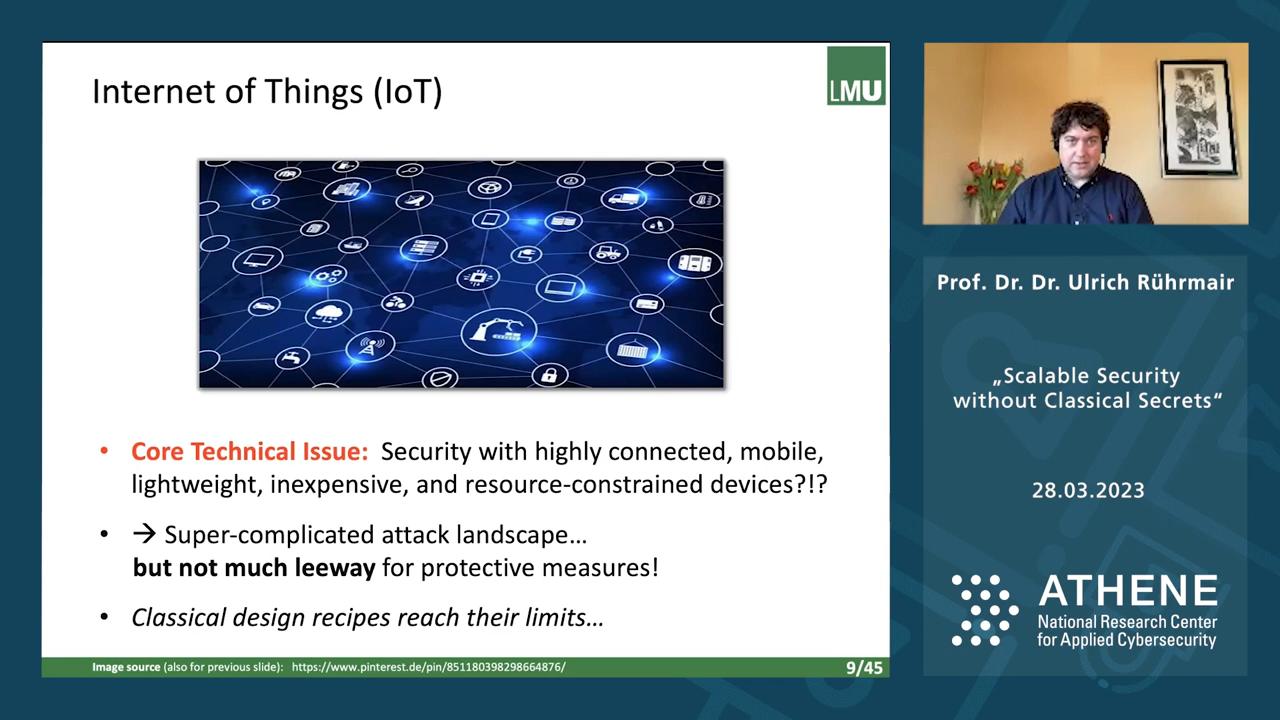 Internet of Things (IoT)
LMU
• Core Technical Issue: Security with highly connected, mobile,
lightweight, inexpensive, and resource-constrained devices?!?
• → Super-complicated attack landscape...
but not much leeway for protective measures!
• Classical design recipes reach their limits...
Image source (also for previous slide): https://www.pinterest.de/pin/851180398298664876/
9/45
Prof. Dr. Dr. Ulrich Rührmair
„Scalable Security
without Classical Secrets“
28.03.2023
ATHENE
National Research Center
for Applied Cybersecurity